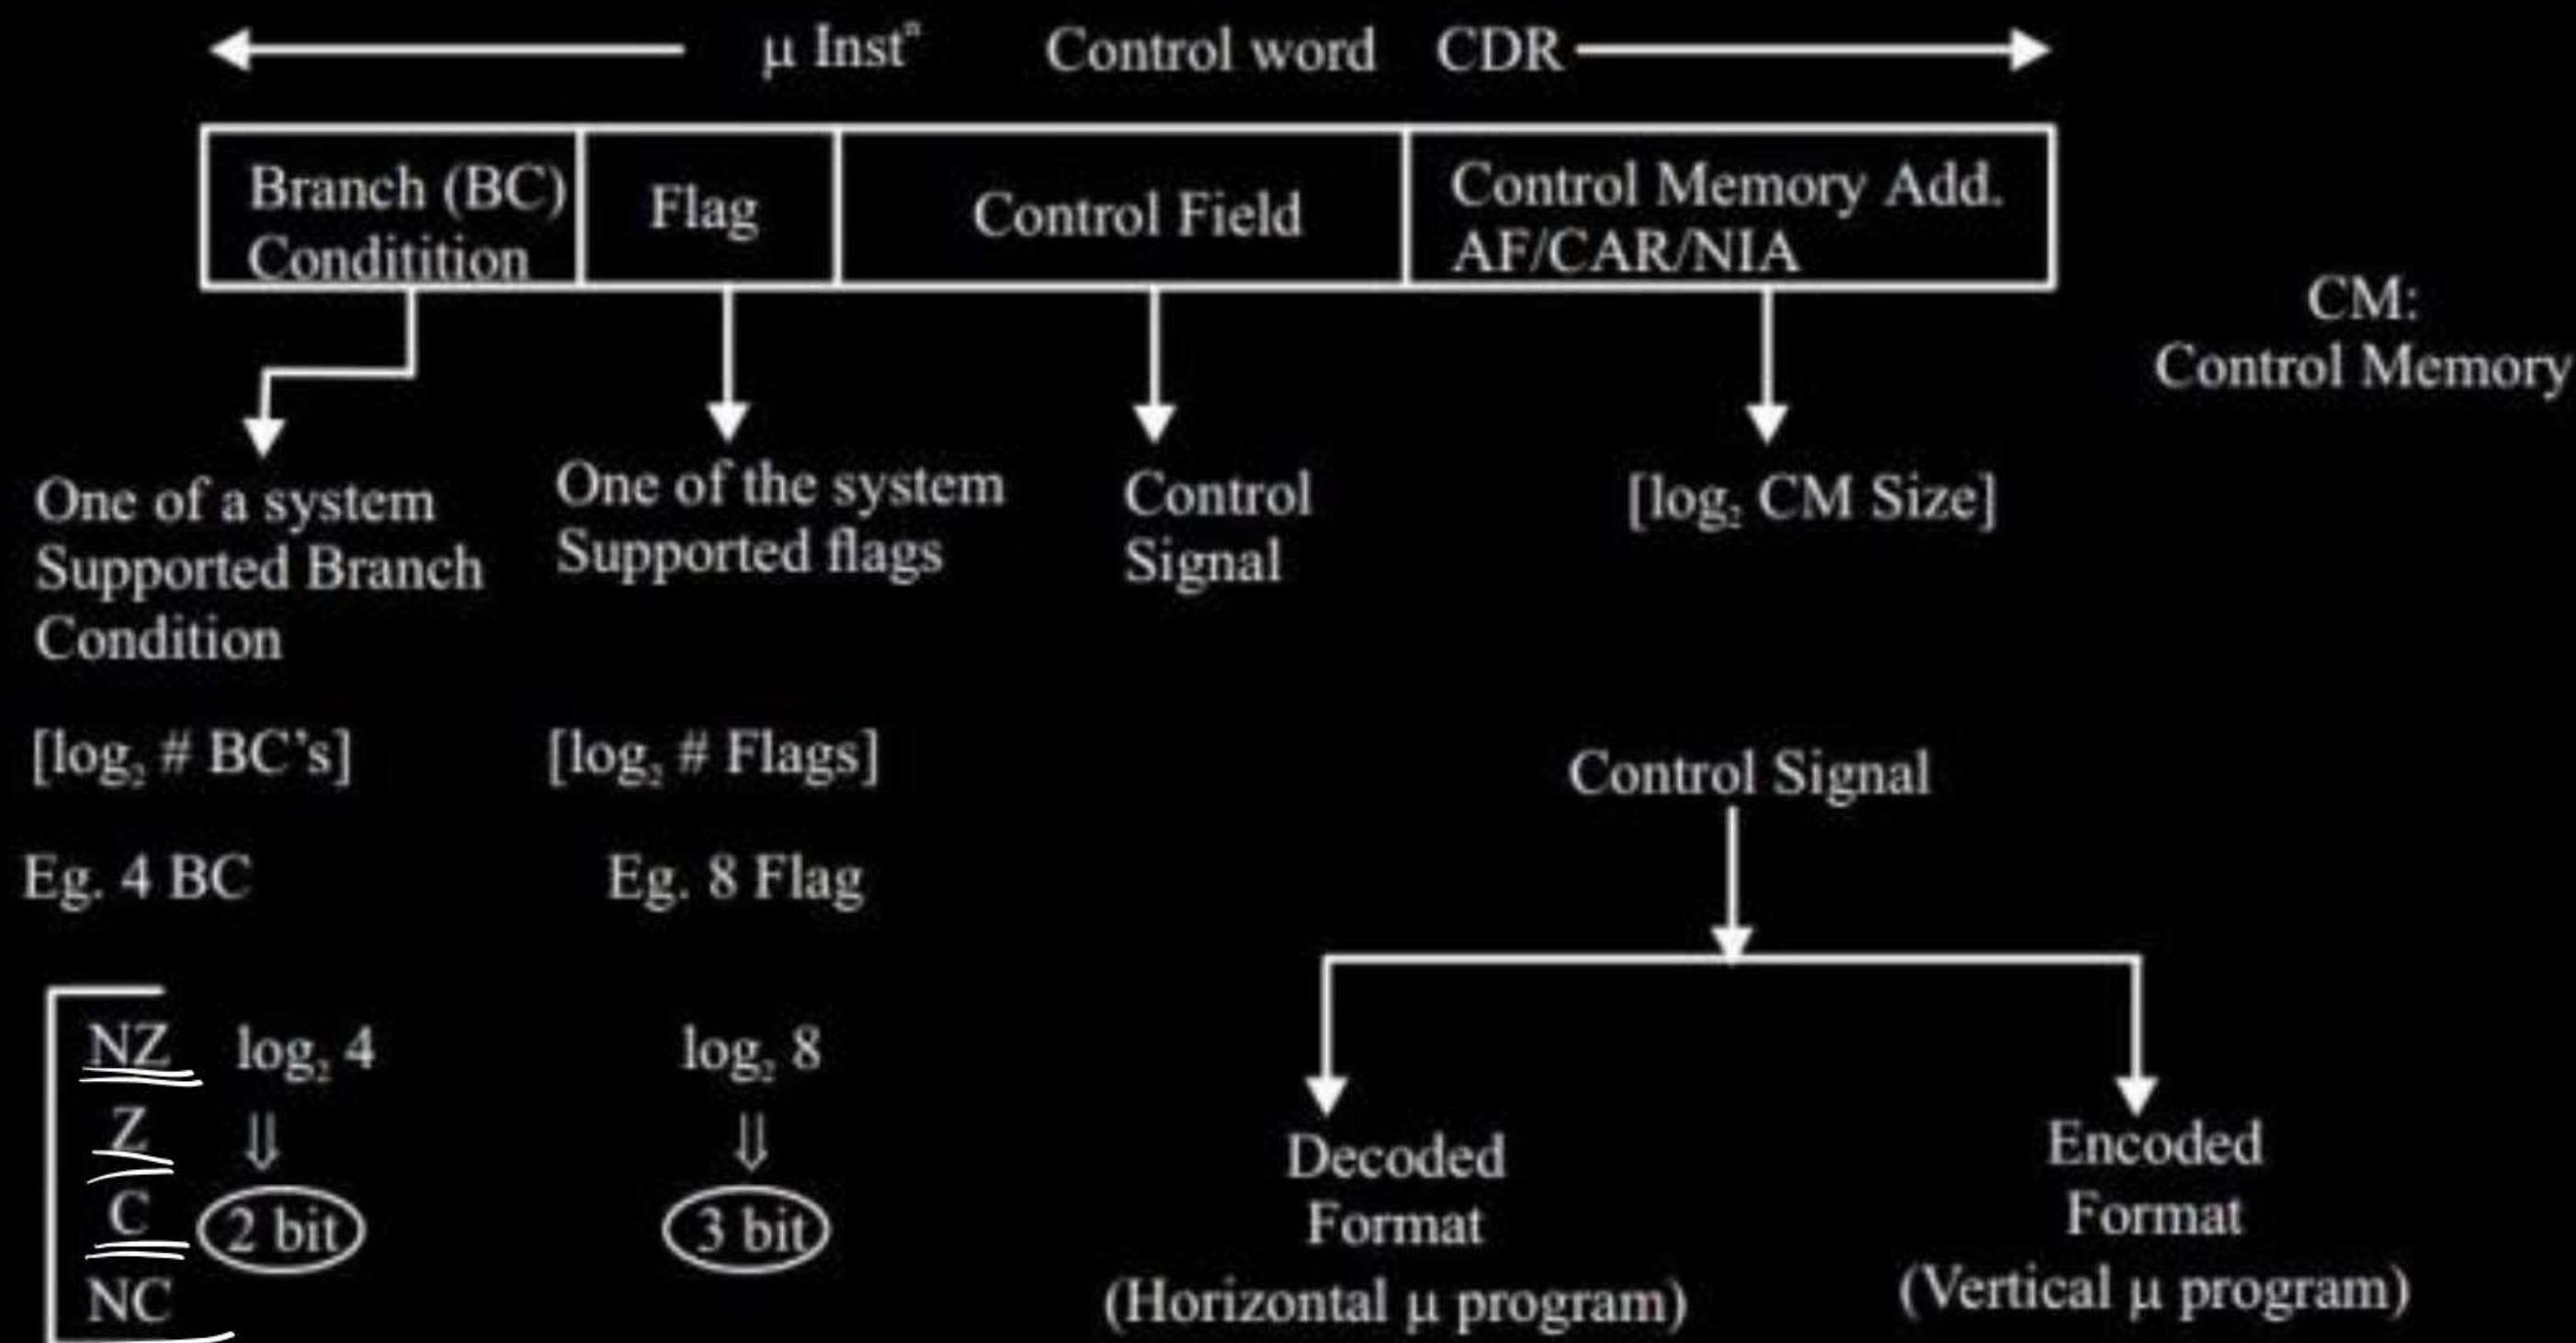 μ Instⁿ Control word CDR
Branch (BC)
Conditition
Flag
Control Field
Control Memory Add.
AF/CAR/NIA
CM:
Control Memory
One of a system
Supported Branch
Condition
One of the system
Supported flags
Control
Signal
[log₂ CM Size]
[log₂ # BC's]
[log₂ # Flags]
Eg. 4 BC
Eg. 8 Flag
Control Signal
NZ log₂ 4
log₂ 8
Z ⇓
⇓
C 2 bit
3 bit
NC
Decoded
Format
(Horizontal μ program)
Encoded
Format
(Vertical μ program)